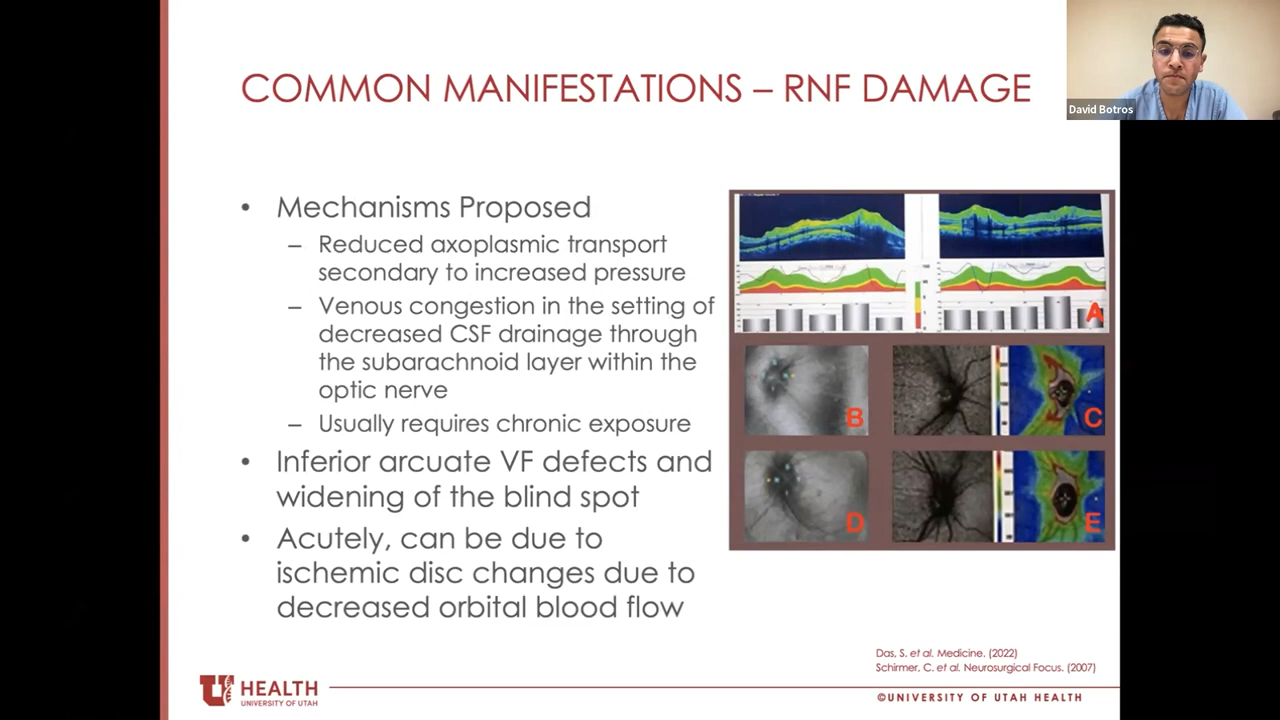 COMMON MANIFESTATIONS – RNF DAMAGE
David Botros
• Mechanisms Proposed
– Reduced axoplasmic transport
secondary to increased pressure
– Venous congestion in the setting of
decreased CSF drainage through
the subarachnoid layer within the
optic nerve
– Usually requires chronic exposure
• Inferior arcuate VF defects and
widening of the blind spot
• Acutely, can be due to
ischemic disc changes due to
decreased orbital blood flow
A
B
C
D
E
Das, S. et al. Medicine. (2022)
Schirmer, C. et al. Neurosurgical Focus. (2007)
U HEALTH
UNIVERSITY OF UTAH
©UNIVERSITY OF UTAH HEALTH